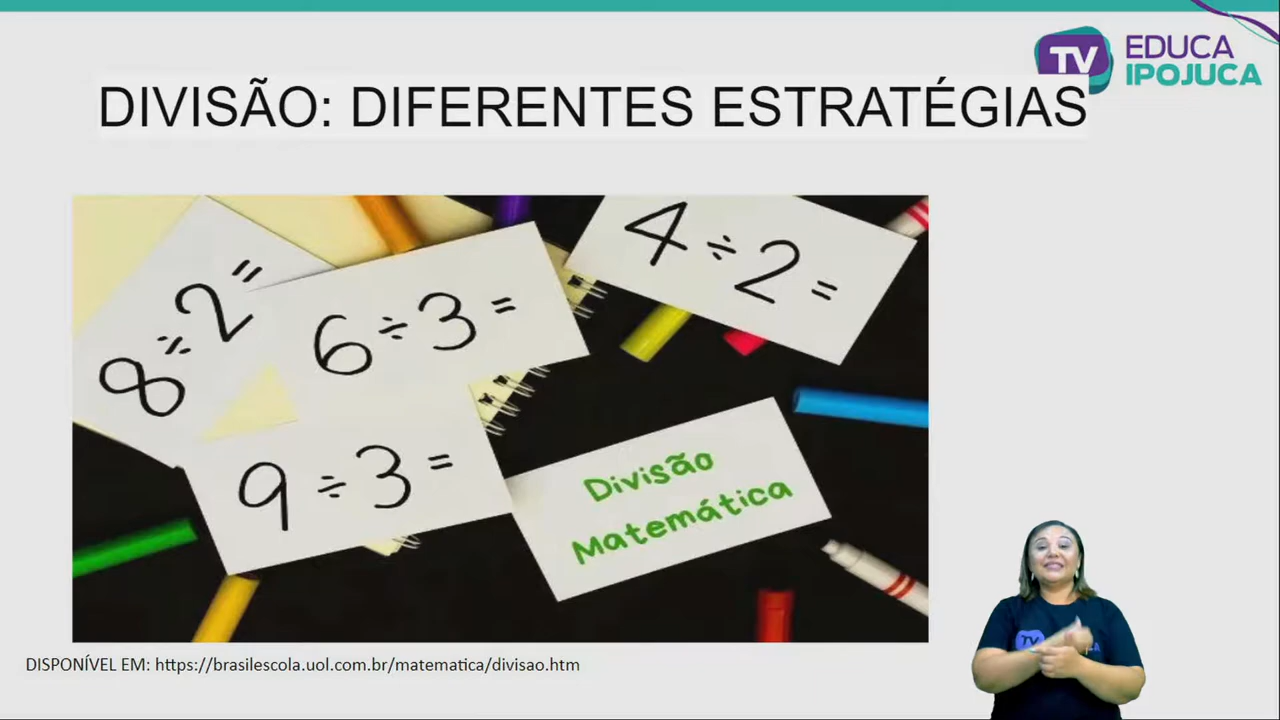 TV EDUCA
IPOJUCA
DIVISÃO: DIFERENTES ESTRATÉGIAS
8÷2=
6÷3=
4÷2=
9÷3=
Divisão
Matemática
DISPONÍVEL EM: https://brasilescola.uol.com.br/matematica/divisao.htm
TV